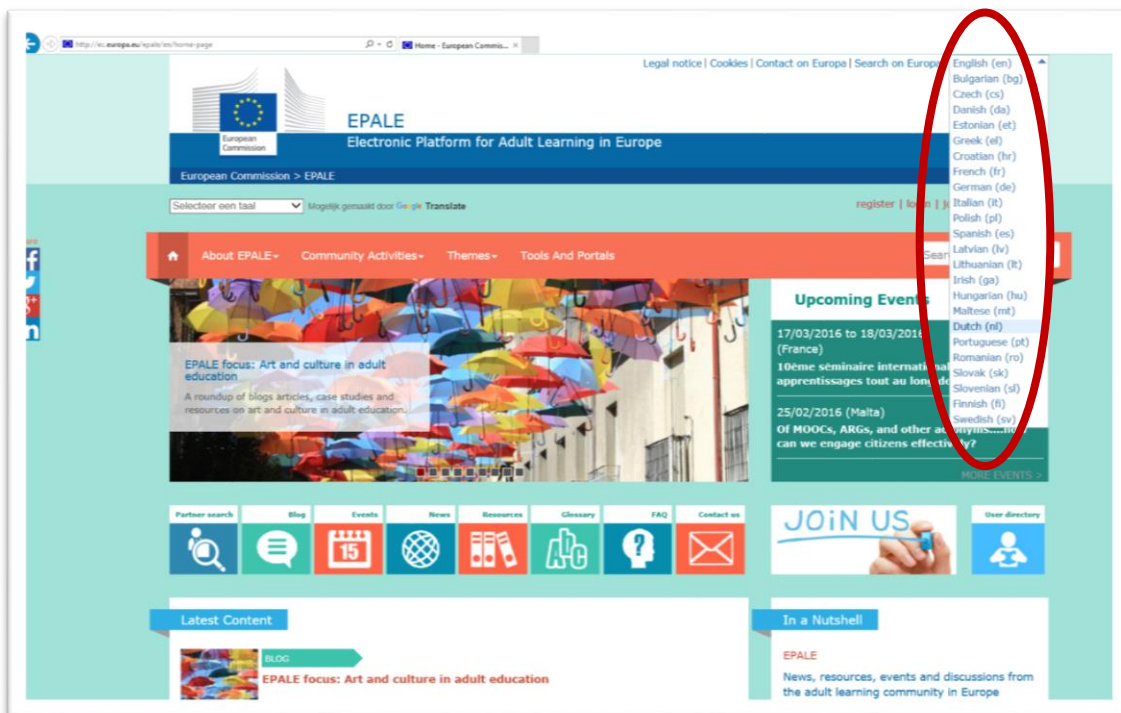 http://ec.europa.eu/epale/en/home-page
Home - European Commis...
Legal notice | Cookies | Contact on Europa | Search on Europa
English (en)
Bulgarian (bg)
Czech (cs)
Danish (da)
Estonian (et)
Greek (el)
Croatian (hr)
French (fr)
German (de)
Italian (it)
Polish (pl)
Spanish (es)
Latvian (lv)
Lithuanian (lt)
Irish (ga)
Hungarian (hu)
Maltese (mt)
Dutch (nl)
Portuguese (pt)
Romanian (ro)
Slovak (sk)
Slovenian (sl)
Finnish (fi)
Swedish (sv)
European
Commission
EPALE
Electronic Platform for Adult Learning in Europe
European Commission > EPALE
Selecteer een taal
Mogelijk gemaakt door Google Translate
register |
About EPALE
Community Activities
Themes
Tools And Portals
EPALE focus: Art and culture in adult
education
A roundup of blogs articles, case studies and
resources on art and culture in adult education.
Upcoming Events
17/03/2016 to 18/03/2016
(France)
10ème séminaire international
apprentissages tout au long de
25/02/2016 (Malta)
Of MOOCs, ARGs, and other
can we engage citizens effectively?
MORE EVENTS >
Partner search
Blog
Events
15
News
Resources
Glossary
ABC
FAQ
?
Contact us
JOiN US
User directory
Latest Content
BLOG
EPALE focus: Art and culture in adult education
In a Nutshell
EPALE
News, resources, events and discussions from
the adult learning community in Europe